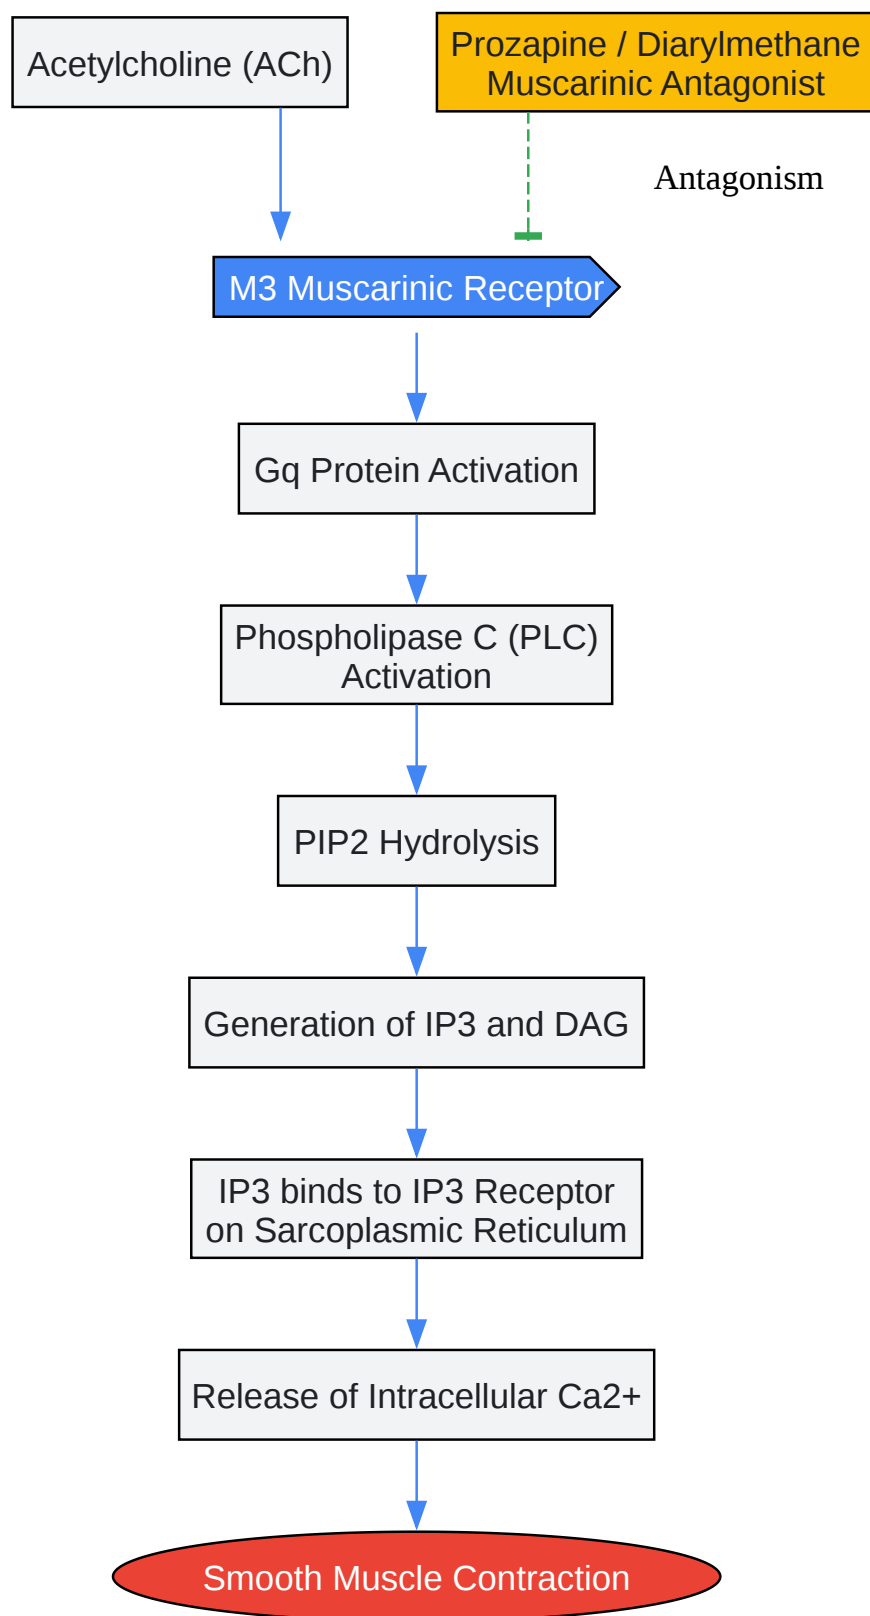 Acetylcholine (ACh)
Prozapine / Diarylmethane
Muscarinic Antagonist
Antagonism
M3 Muscarinic Receptor
Gq Protein Activation
Phospholipase C (PLC)
Activation
PIP2 Hydrolysis
Generation of IP3 and DAG
IP3 binds to IP3 Receptor
on Sarcoplasmic Reticulum
Release of Intracellular Ca2+
Smooth Muscle Contraction